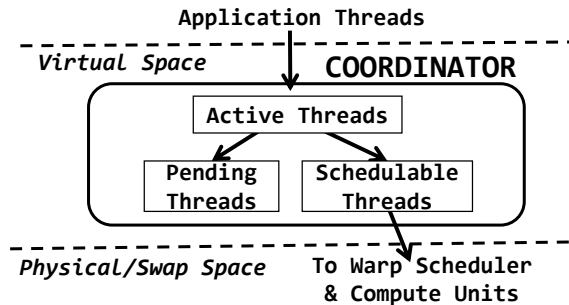 Application Threads
Virtual Space
COORDINATOR
Active Threads
Pending
Threads
Schedulable
Threads
Physical/Swap Space
To Warp Scheduler
& Compute Units